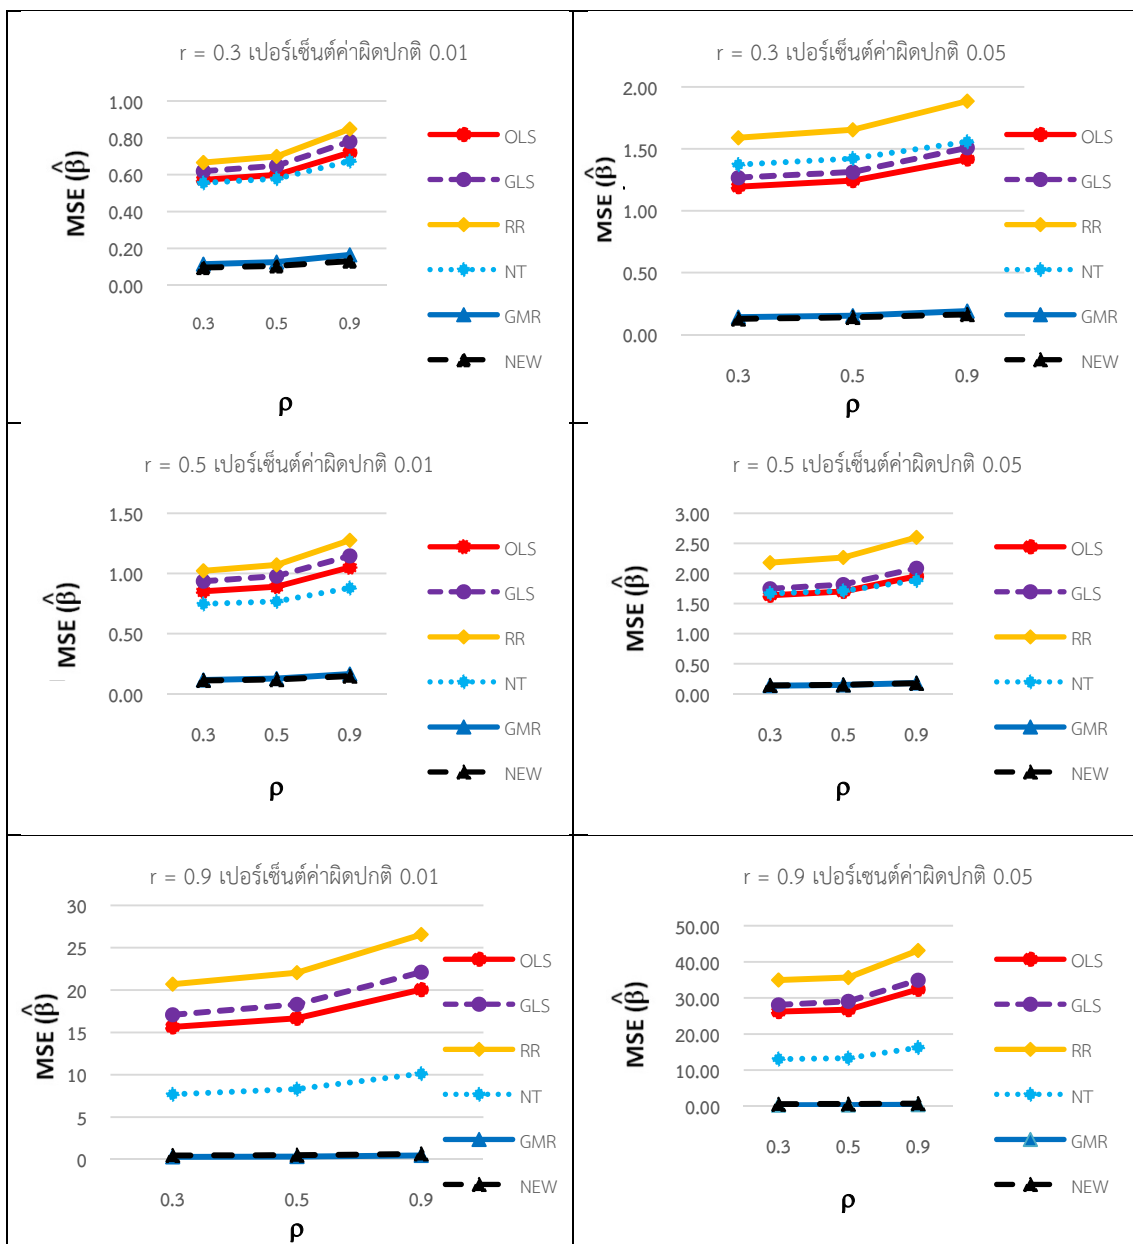 r = 0.3 เปอร์เซ็นต์ค่าผิดปกติ 0.01
MSE (β̂)
1.00
0.80
0.60
0.40
0.20
0.00
0.3 0.5 0.9
ρ
OLS
GLS
RR
NT
GMR
NEW
r = 0.3 เปอร์เซ็นต์ค่าผิดปกติ 0.05
MSE (β̂)
2.00
1.50
1.00
0.50
0.00
0.3 0.5 0.9
ρ
OLS
GLS
RR
NT
GMR
NEW
r = 0.5 เปอร์เซ็นต์ค่าผิดปกติ 0.01
MSE (β̂)
1.50
1.00
0.50
0.00
0.3 0.5 0.9
ρ
OLS
GLS
RR
NT
GMR
NEW
r = 0.5 เปอร์เซ็นต์ค่าผิดปกติ 0.05
MSE (β̂)
3.00
2.50
2.00
1.50
1.00
0.50
0.00
0.3 0.5 0.9
ρ
OLS
GLS
RR
NT
GMR
NEW
r = 0.9 เปอร์เซ็นต์ค่าผิดปกติ 0.01
MSE (β̂)
30
25
20
15
10
5
0
0.3 0.5 0.9
ρ
OLS
GLS
RR
NT
GMR
NEW
r = 0.9 เปอร์เซนต์ค่าผิดปกติ 0.05
MSE (β̂)
50.00
40.00
30.00
20.00
10.00
0.00
0.3 0.5 0.9
ρ
OLS
GLS
RR
NT
GMR
NEW